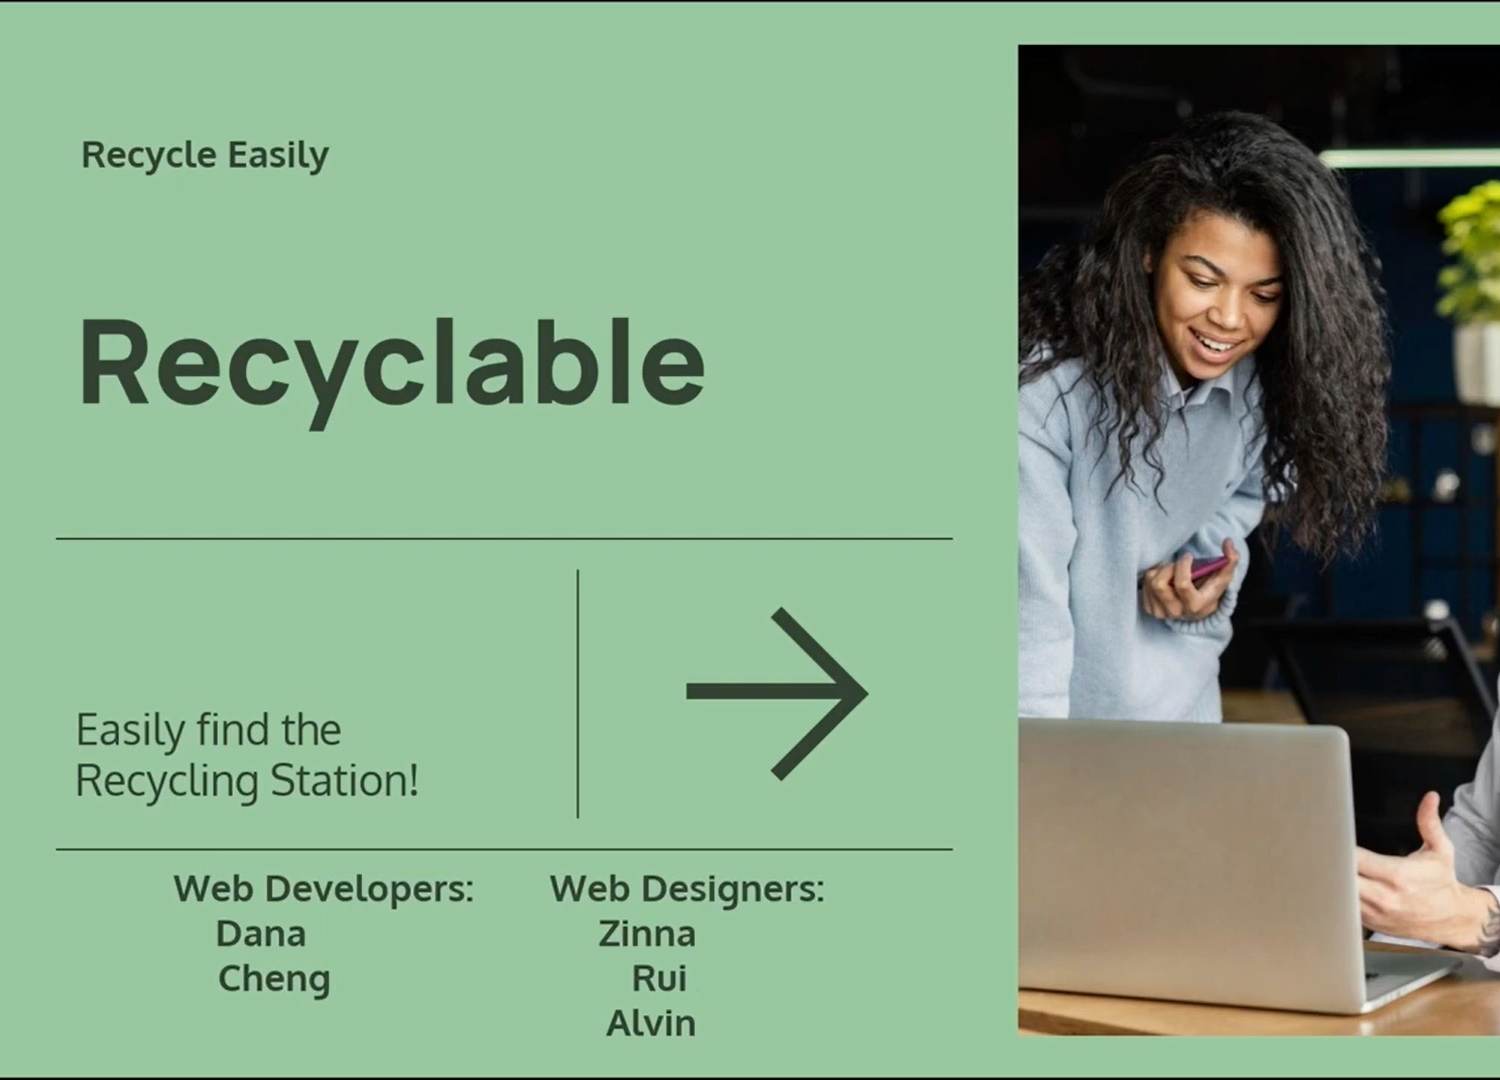 Recycle Easily
Recyclable
Easily find the
Recycling Station!
Web Developers:
Dana
Cheng
Web Designers:
Zinna
Rui
Alvin